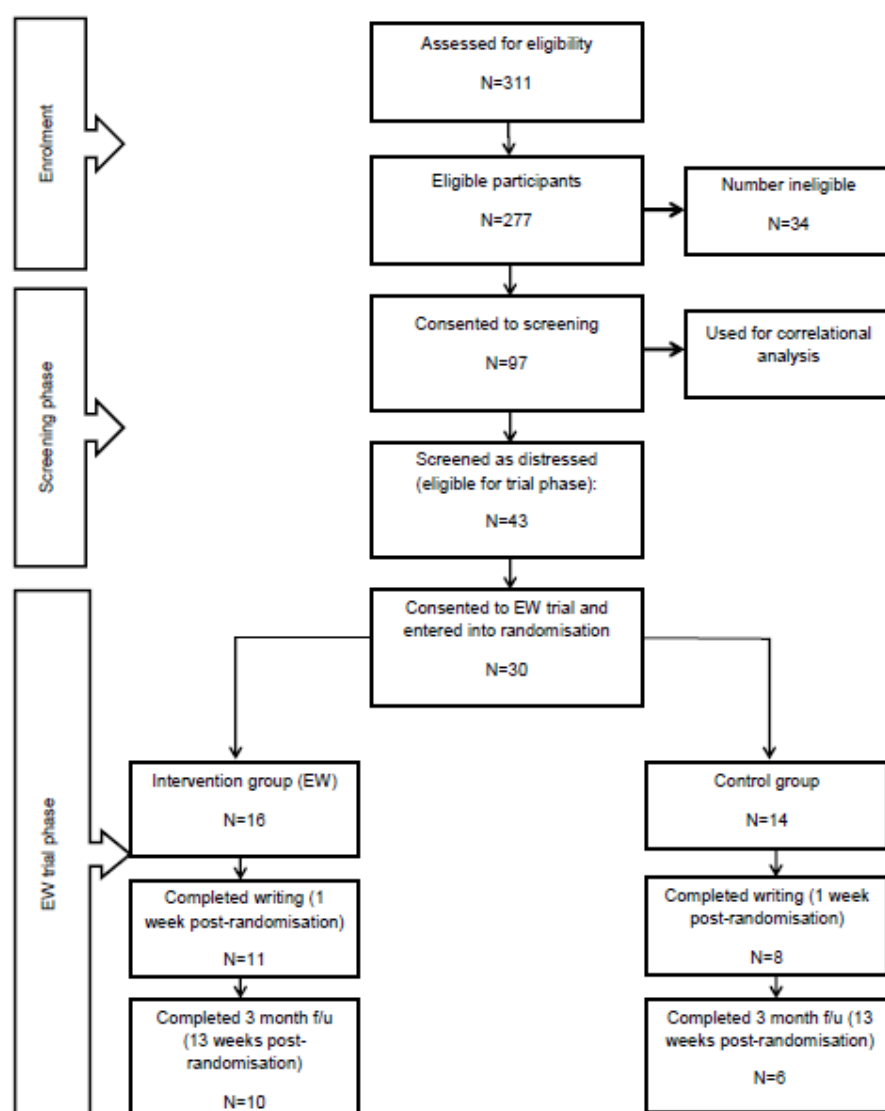 Enrolment
Assessed for eligibility
N=311
Eligible participants
N=277
Number ineligible
N=34
Screening phase
Consented to screening
N=97
Used for correlational
analysis
Screened as distressed
(eligible for trial phase):
N=43
EW trial phase
Consented to EW trial and
entered into randomisation
N=30
Intervention group (EW)
N=16
Control group
N=14
Completed writing (1
week post-randomisation)
N=11
Completed writing (1 week
post-randomisation)
N=8
Completed 3 month f/u
(13 weeks post-
randomisation)
N=10
Completed 3 month f/u (13
weeks post-randomisation)
N=6